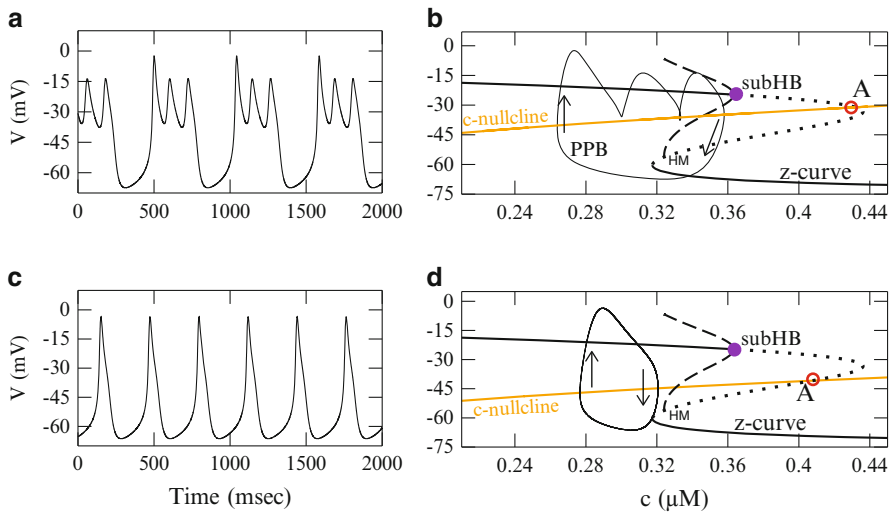 a
0
-15
-30
-45
-60
V (mV)
0
500
1000
1500
2000
b
0
-15
-30
-45
-60
-75
V (mV)
0.24
0.28
0.32
0.36
0.4
0.44
subHB
A
c-nullcline
PPB
HM
z-curve
c
0
-15
-30
-45
-60
V (mV)
0
500
1000
1500
2000
Time (msec)
d
0
-15
-30
-45
-60
-75
V (mV)
0.24
0.28
0.32
0.36
0.4
0.44
c (μM)
subHB
A
c-nullcline
HM
z-curve